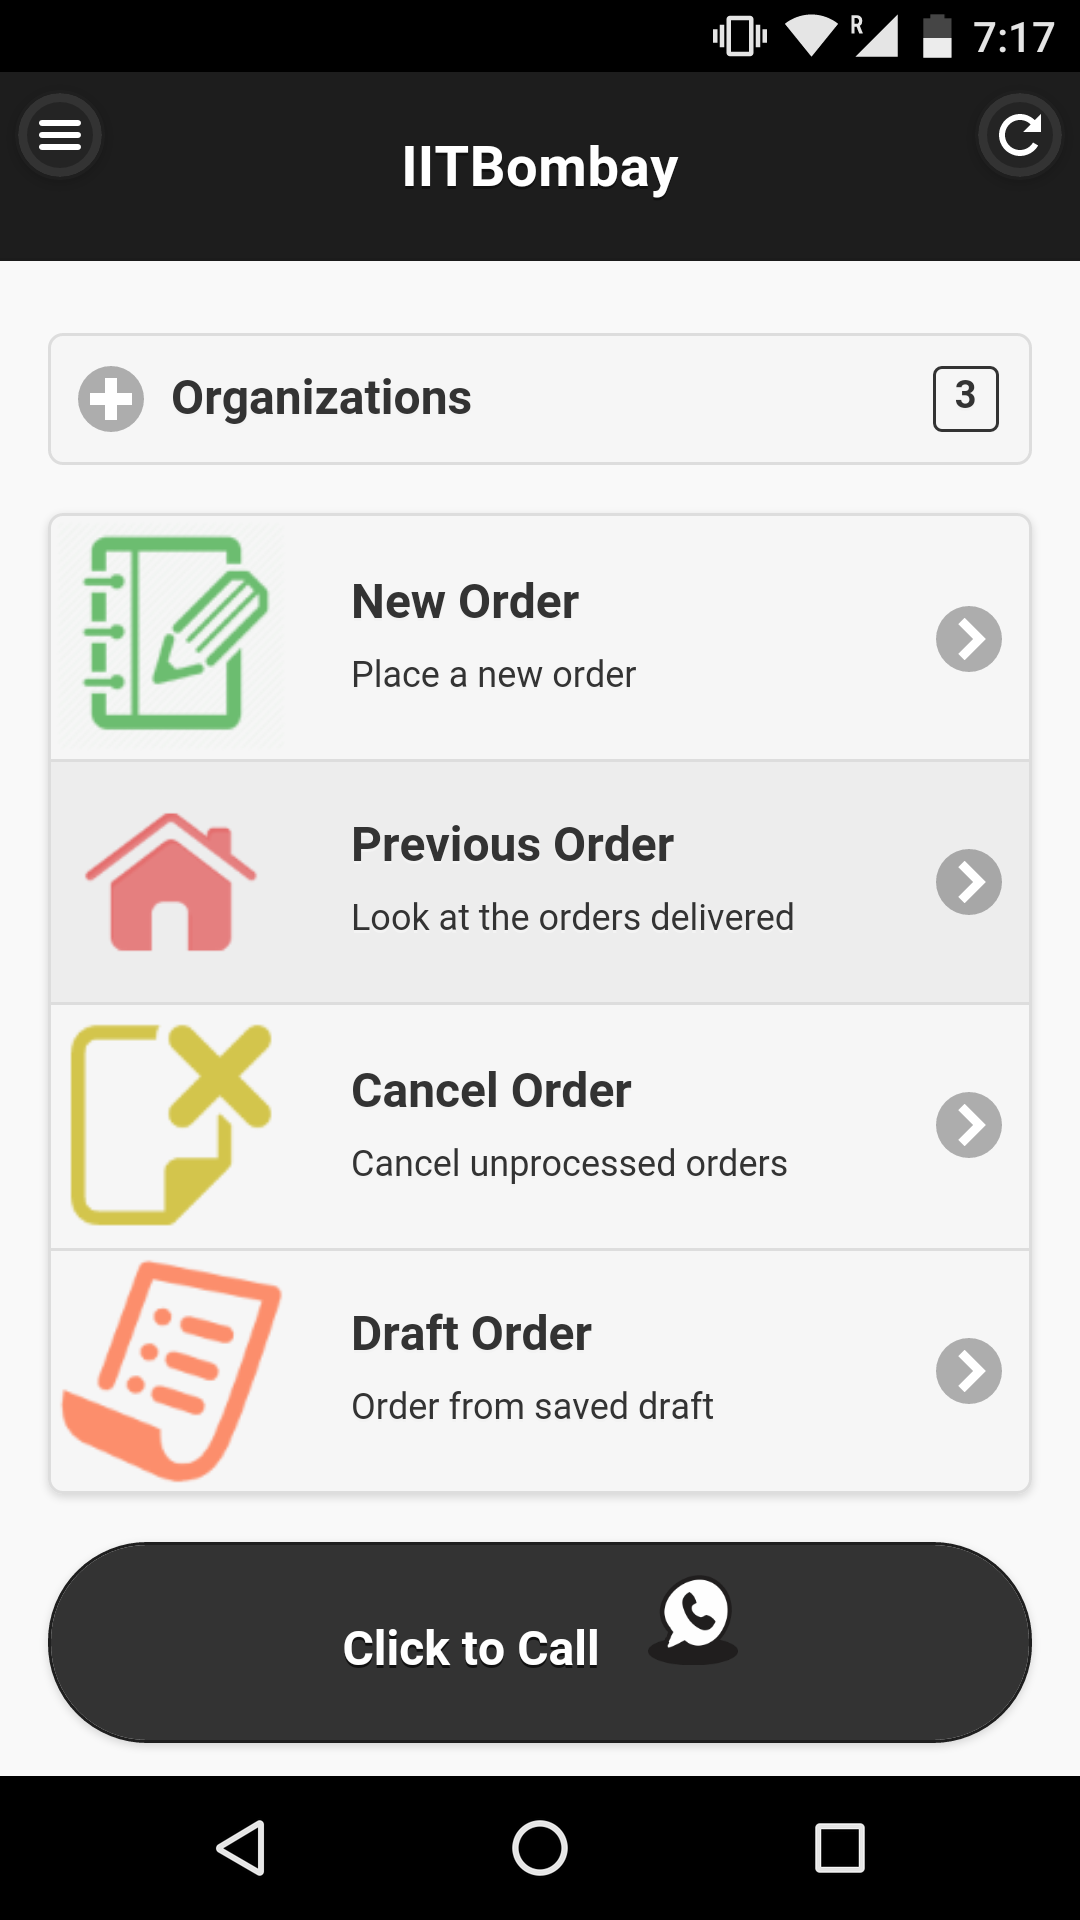 R 7:17
IITBombay
Organizations 3
New Order
Place a new order
Previous Order
Look at the orders delivered
Cancel Order
Cancel unprocessed orders
Draft Order
Order from saved draft
Click to Call